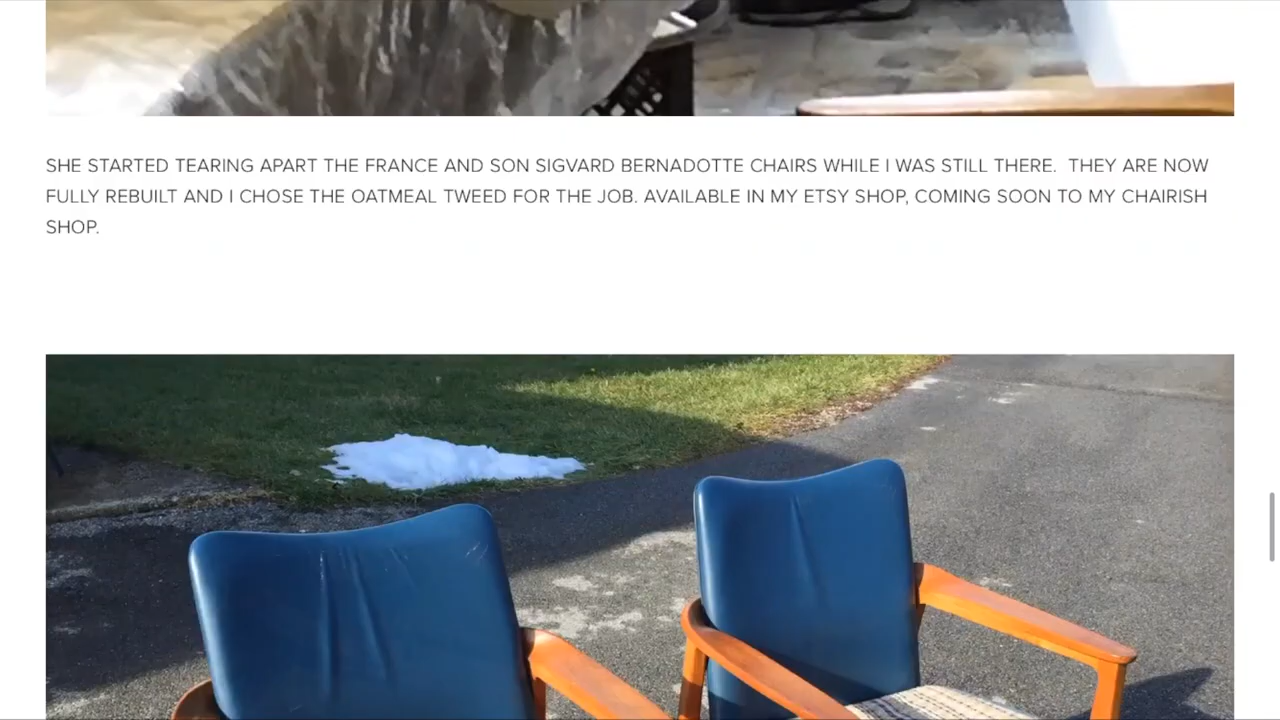 SHE STARTED TEARING APART THE FRANCE AND SON SIGVARD BERNADOTTE CHAIRS WHILE I WAS STILL THERE.  THEY ARE NOW
FULLY REBUILT AND I CHOSE THE OATMEAL TWEED FOR THE JOB. AVAILABLE IN MY ETSY SHOP, COMING SOON TO MY CHAIRISH
SHOP.